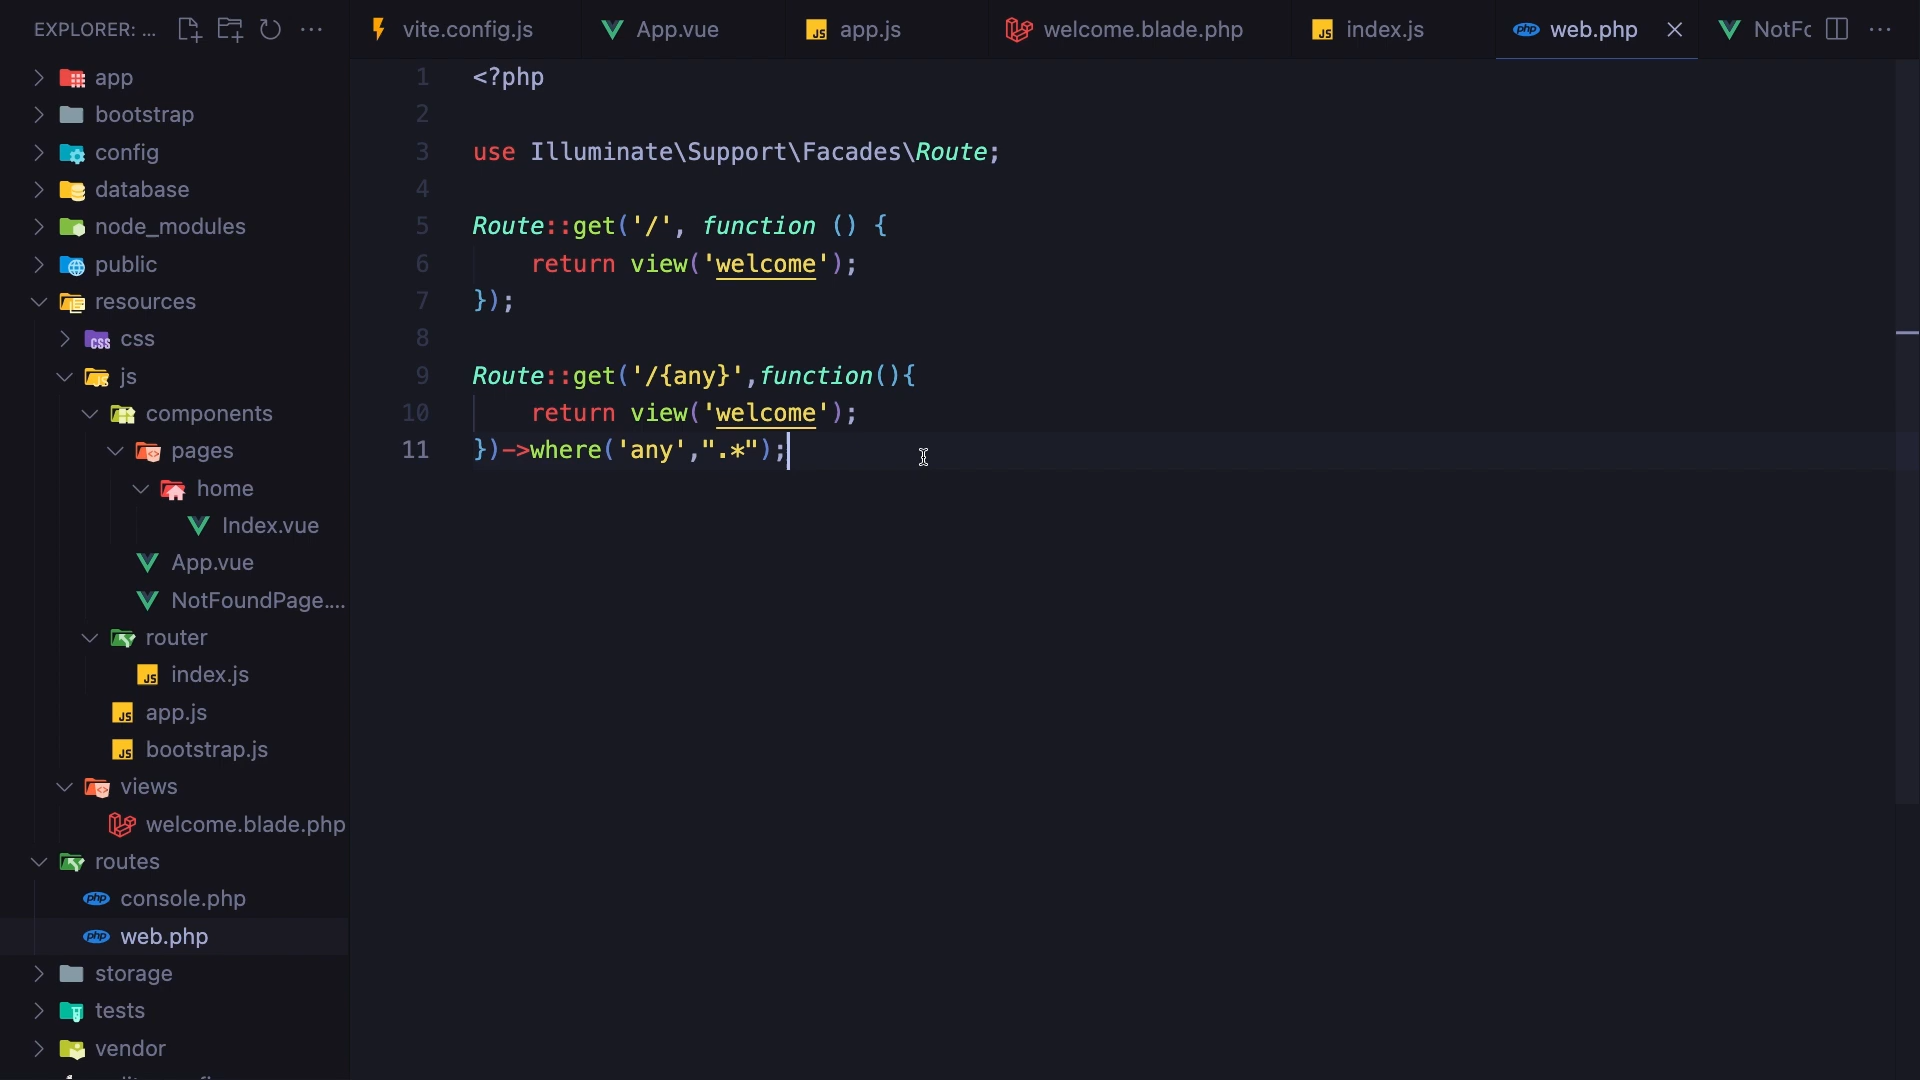 EXPLORER: ...
vite.config.js
App.vue
app.js
welcome.blade.php
index.js
web.php
NotFc
app
bootstrap
config
database
node_modules
public
resources
css
js
components
pages
home
Index.vue
App.vue
NotFoundPage....
router
index.js
app.js
bootstrap.js
views
welcome.blade.php
routes
console.php
web.php
storage
tests
vendor
1 <?php
2
3 use Illuminate\Support\Facades\Route;
4
5 Route::get('/', function () {
6 return view('welcome');
7 });
8
9 Route::get('/{any}',function(){
10 return view('welcome');
11 })->where('any',".*");